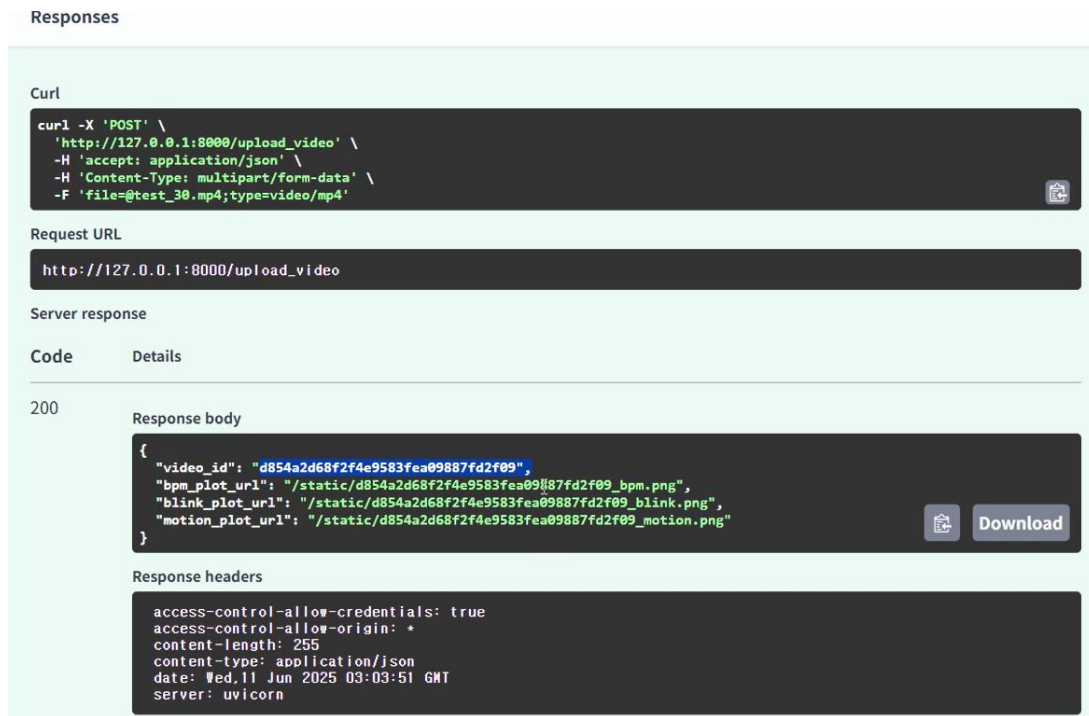 Responses
Curl
curl -X 'POST' \
'http://127.0.0.1:8000/upload_video' \
-H 'accept: application/json' \
-H 'Content-Type: multipart/form-data' \
-F 'file=@test_30.mp4;type=video/mp4'
Request URL
http://127.0.0.1:8000/upload_video
Server response
Code Details
200
Response body
{
"video_id": "d854a2d68f2f4e9583fea09887fd2f09",
"bpm_plot_url": "/static/d854a2d68f2f4e9583fea09887fd2f09_bpm.png",
"blink_plot_url": "/static/d854a2d68f2f4e9583fea09887fd2f09_blink.png",
"motion_plot_url": "/static/d854a2d68f2f4e9583fea09887fd2f09_motion.png"
}
Download
Response headers
access-control-allow-credentials: true
access-control-allow-origin: *
content-length: 255
content-type: application/json
date: Wed,11 Jun 2025 03:03:51 GMT
server: uvicorn